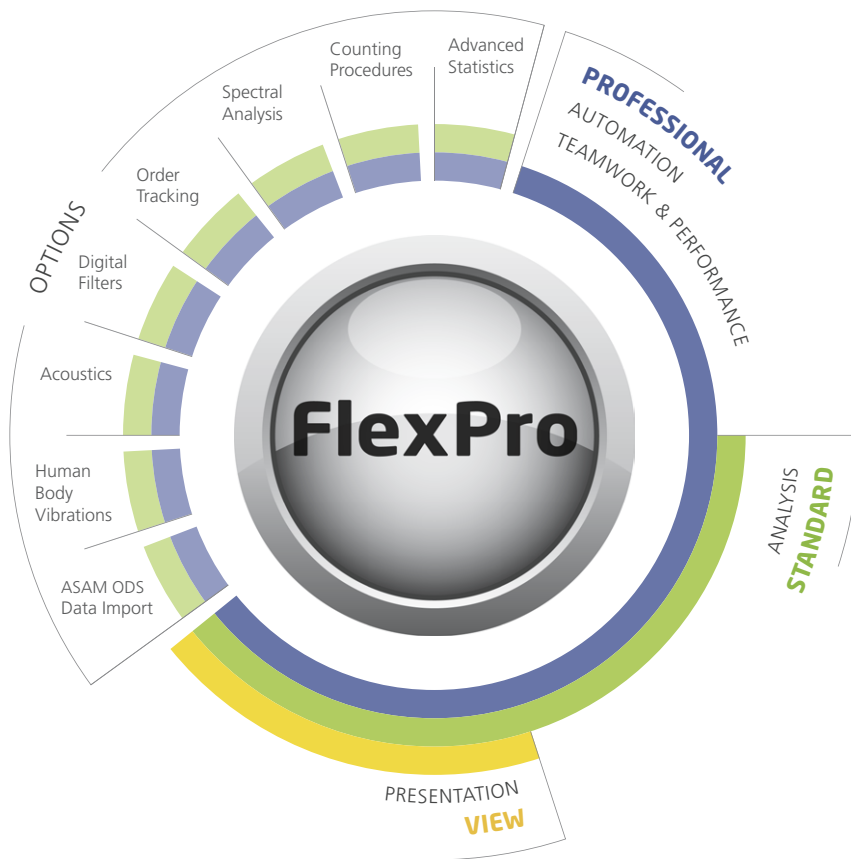 Counting
Procedures
Advanced
Statistics
PROFESSIONAL
AUTOMATION
TEAMWORK & PERFORMANCE
Spectral
Analysis
Order
Tracking
OPTIONS
Digital
Filters
Acoustics
FlexPro
Human
Body
Vibrations
ANALYSIS
STANDARD
ASAM ODS
Data Import
PRESENTATION
VIEW